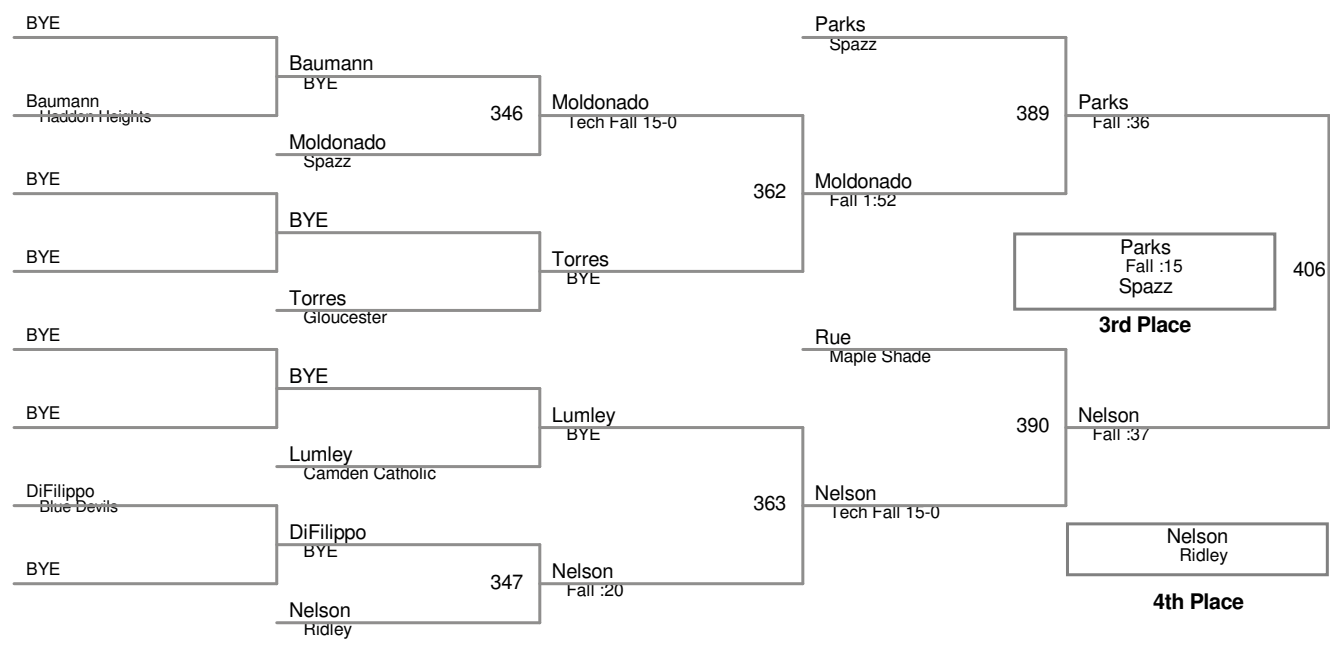 BYE
Baumann
Haddon Heights
BYE
BYE
BYE
BYE
DiFilippo
Blue Devils
BYE
Baumann
BYE
Moldonado
Spazz
BYE
Torres
Gloucester
BYE
Lumley
Camden Catholic
DiFilippo
BYE
Nelson
Ridley
346
347
Moldonado
Tech Fall 15-0
Torres
BYE
Lumley
BYE
Nelson
Fall :20
362
363
Parks
Spazz
Moldonado
Fall 1:52
Rue
Maple Shade
Nelson
Tech Fall 15-0
389
390
Parks
Fall :36
Nelson
Fall :37
406
Parks
Fall :15
Spazz
3rd Place
Nelson
Ridley
4th Place